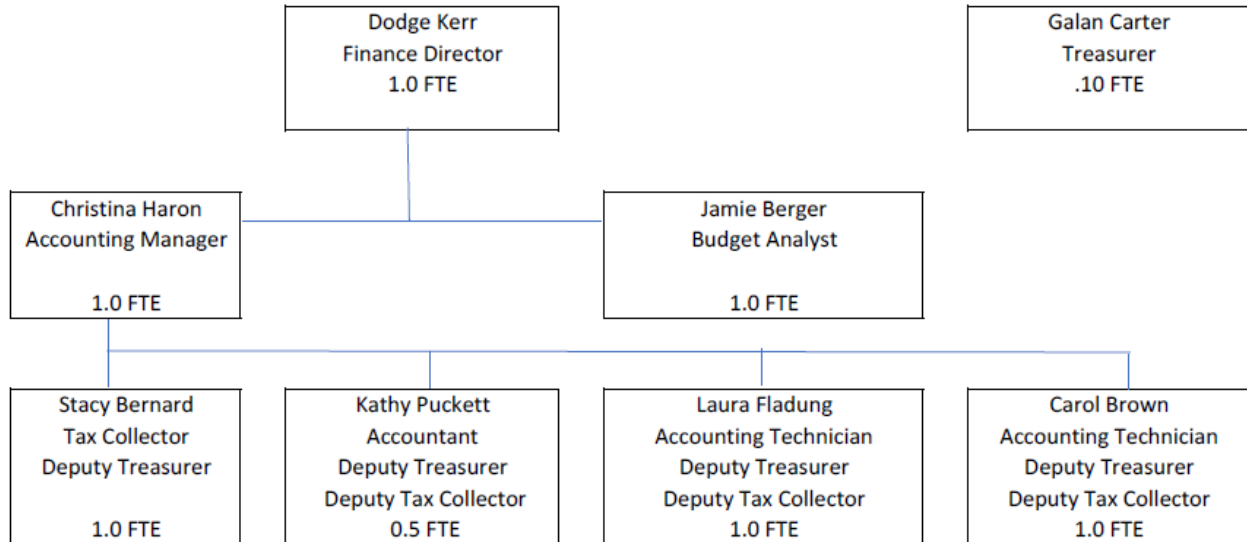 Dodge Kerr
Finance Director
1.0 FTE
Galan Carter
Treasurer
.10 FTE
Christina Haron
Accounting Manager
1.0 FTE
Jamie Berger
Budget Analyst
1.0 FTE
Stacy Bernard
Tax Collector
Deputy Treasurer
1.0 FTE
Kathy Puckett
Accountant
Deputy Treasurer
Deputy Tax Collector
0.5 FTE
Laura Fladung
Accounting Technician
Deputy Treasurer
Deputy Tax Collector
1.0 FTE
Carol Brown
Accounting Technician
Deputy Treasurer
Deputy Tax Collector
1.0 FTE